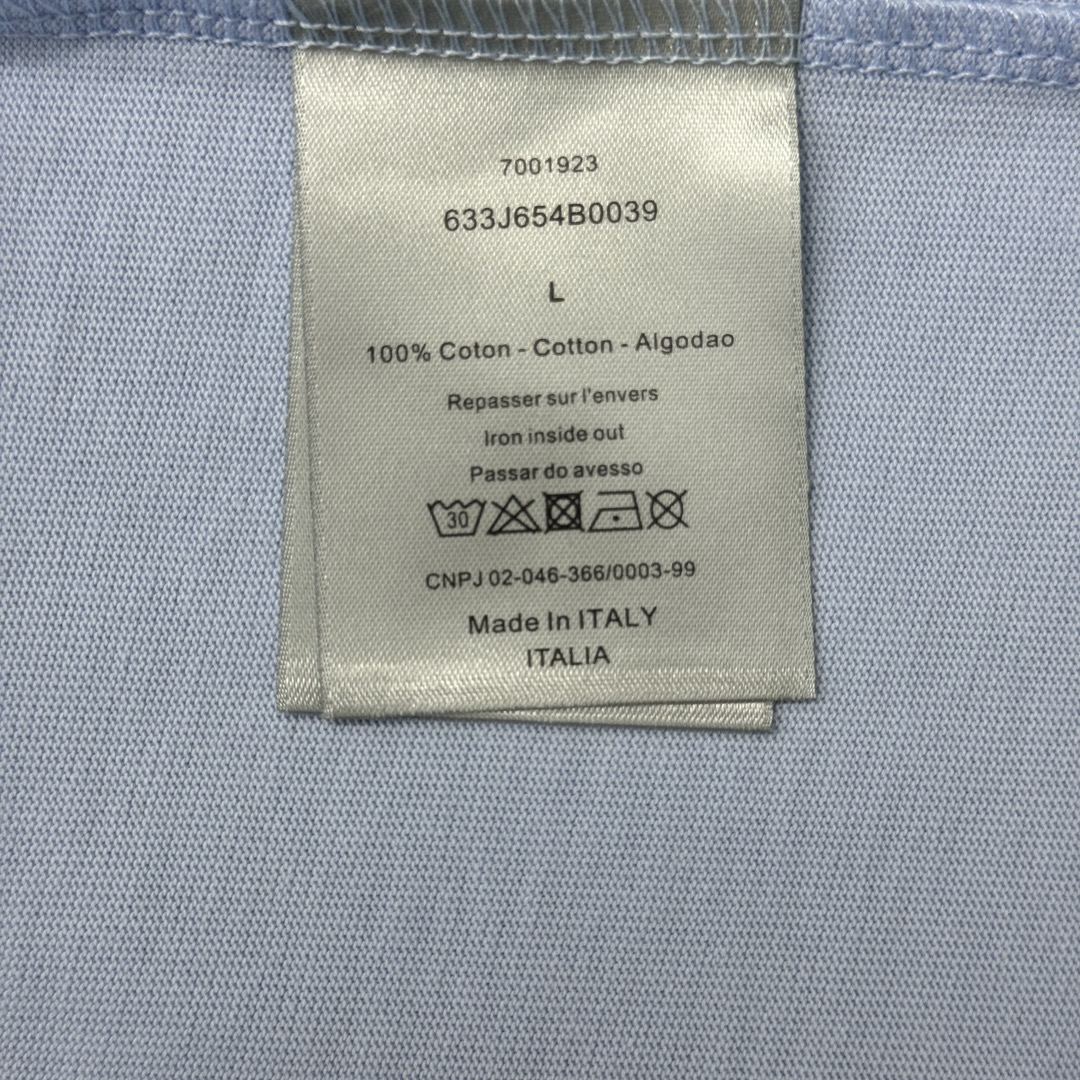 7001923
633J654B0039
L
100% Coton - Cotton - Algodao
Repasser sur l'envers
Iron inside out
Passar do avesso
30
CNPJ 02-046-366/0003-99
Made In ITALY
ITALIA